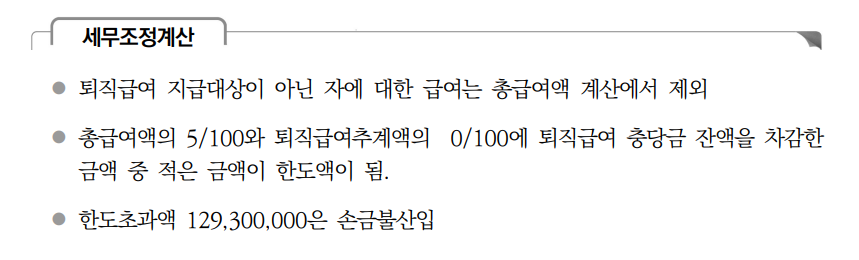 세무조정계산
● 퇴직급여 지급대상이 아닌 자에 대한 급여는 총급여액 계산에서 제외
● 총급여액의 5/100와 퇴직급여추계액의 0/100에 퇴직급여 충당금 잔액을 차감한
금액 중 적은 금액이 한도액이 됨.
● 한도초과액 129,300,000은 손금불산입